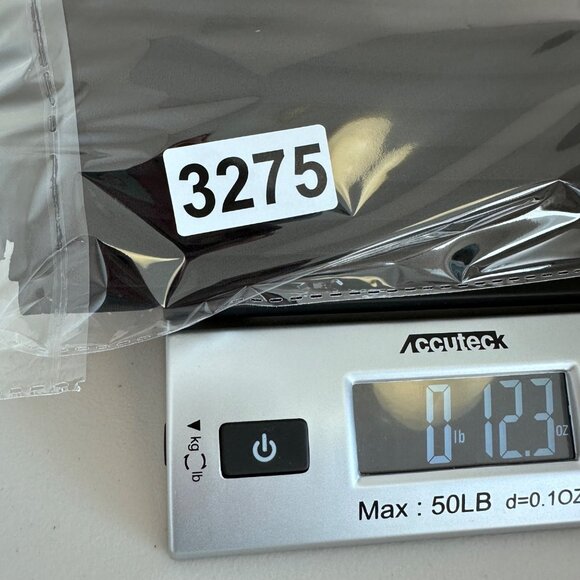 3275
Accuteck
0 lb 12.3 oz
kg lb
Max : 50LB d=0.1OZ